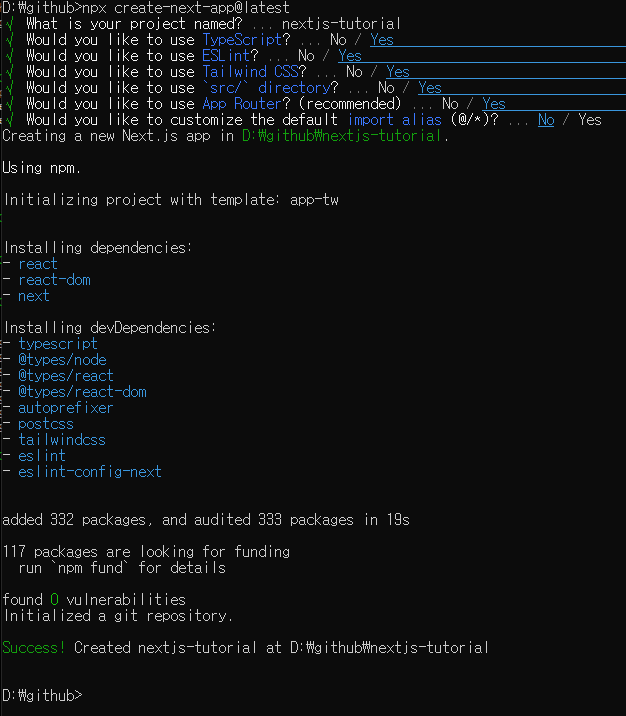 D:₩github>npx create-next-app@latest
√ What is your project named? ... nextjs-tutorial
√ Would you like to use TypeScript? ... No / Yes
√ Would you like to use ESLint? ... No / Yes
√ Would you like to use Tailwind CSS? ... No / Yes
√ Would you like to use `src/` directory? ... No / Yes
√ Would you like to use App Router? (recommended) ... No / Yes
√ Would you like to customize the default import alias (@/*)? ... No / Yes
Creating a new Next.js app in D:₩github₩nextjs-tutorial.
Using npm.
Initializing project with template: app-tw
Installing dependencies:
- react
- react-dom
- next
Installing devDependencies:
- typescript
- @types/node
- @types/react
- @types/react-dom
- autoprefixer
- postcss
- tailwindcss
- eslint
- eslint-config-next
added 332 packages, and audited 333 packages in 19s
117 packages are looking for funding
  run `npm fund` for details
found 0 vulnerabilities
Initialized a git repository.
Success! Created nextjs-tutorial at D:₩github₩nextjs-tutorial
D:₩github>